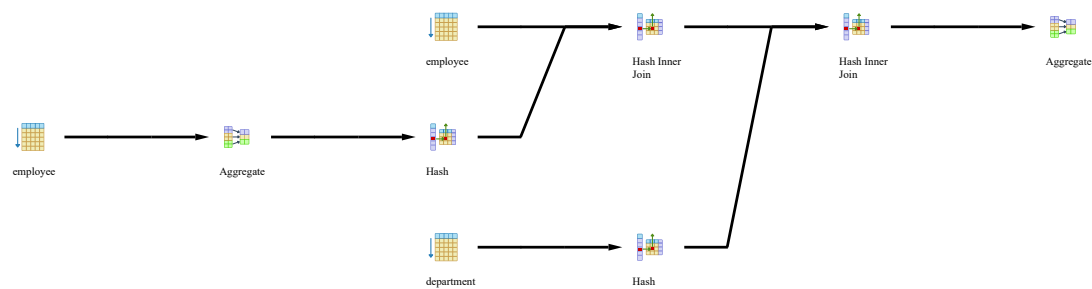 employee
Hash Inner
Join
Hash Inner
Join
Aggregate
employee
Aggregate
Hash
department
Hash